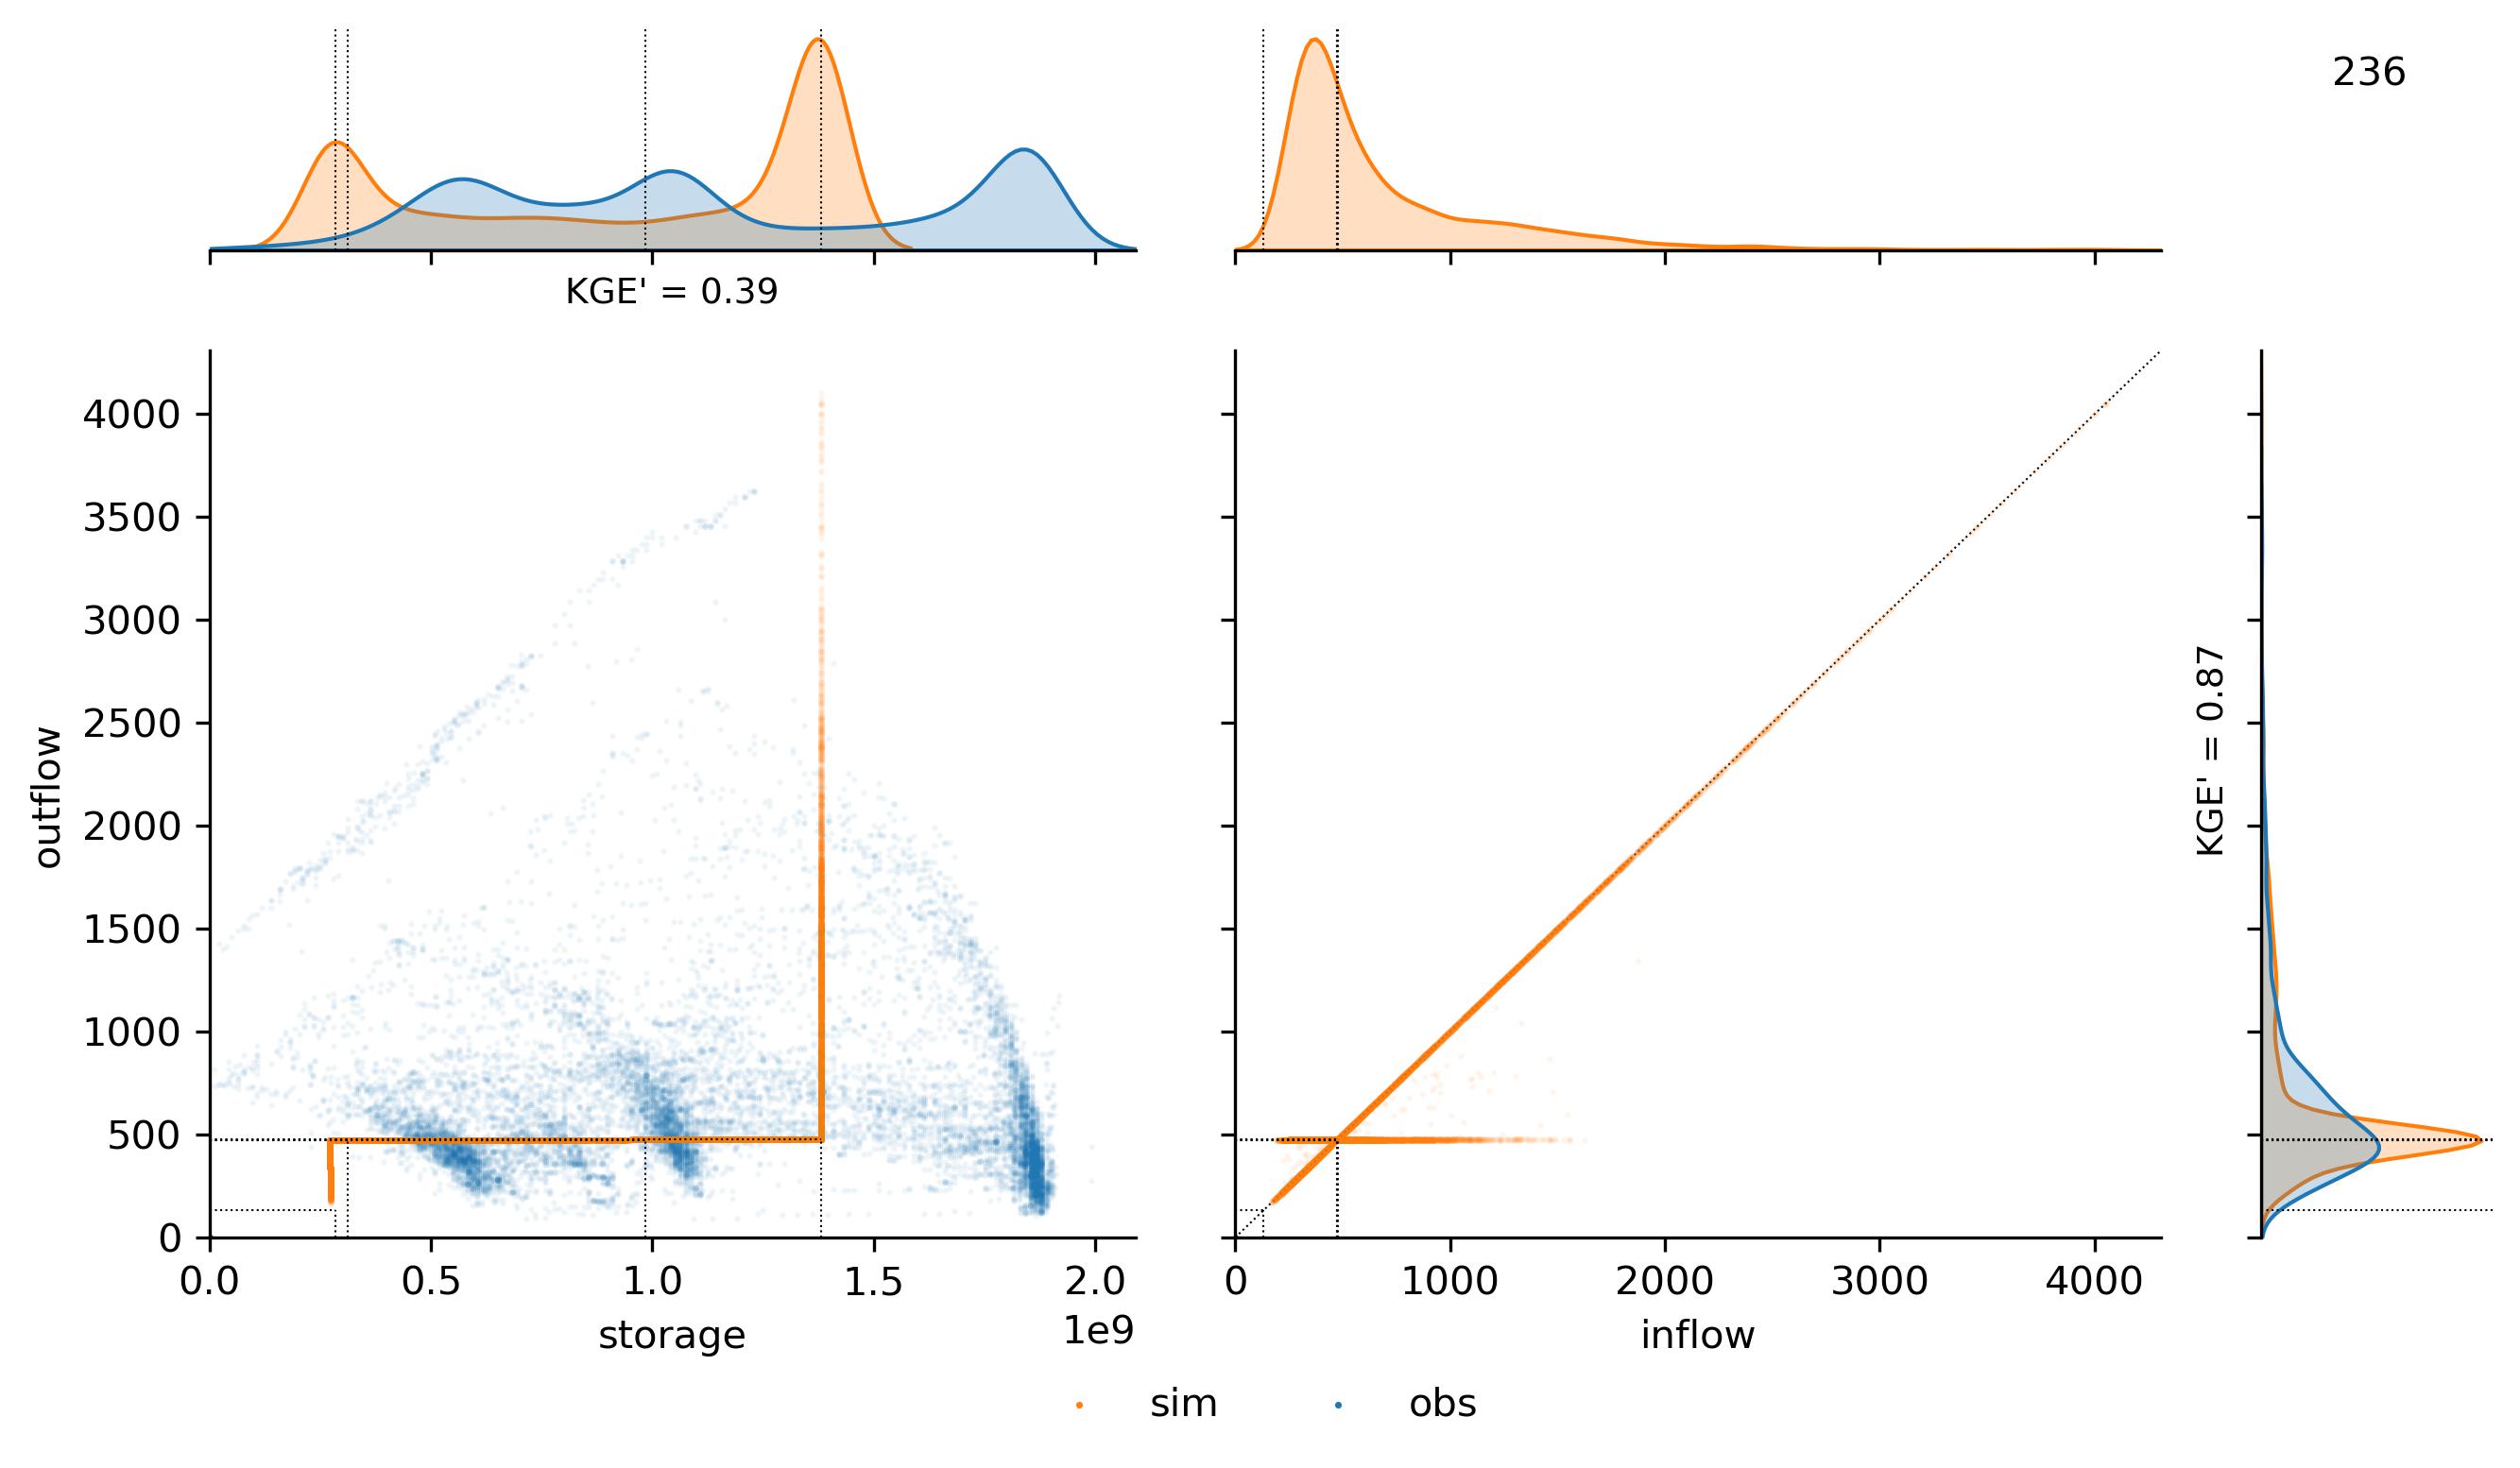 236
KGE' = 0.39
4000
3500
3000
2500
2000
1500
1000
500
0
outflow
KGE' = 0.87
0.0 0.5 1.0 1.5 2.0
1e9
storage
0 1000 2000 3000 4000
inflow
sim obs